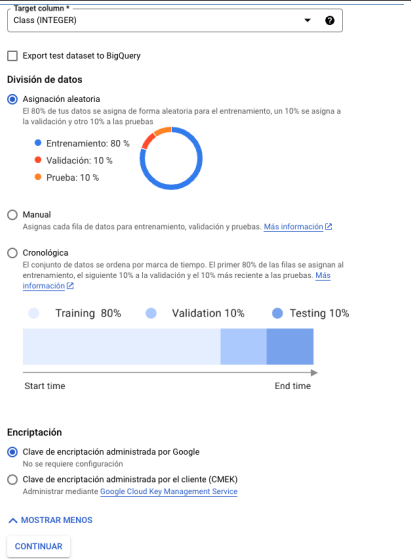 Target column *
Class (INTEGER)
Export test dataset to BigQuery
División de datos
Asignación aleatoria
El 80% de tus datos se asigna de forma aleatoria para el entrenamiento, un 10% se asigna a
la validación y otro 10% a las pruebas
Entrenamiento: 80 %
Validación: 10 %
Prueba: 10 %
Manual
Asignas cada fila de datos para entrenamiento, validación y pruebas. Más información
Cronológica
El conjunto de datos se ordena por marca de tiempo. El primer 80% de las filas se asignan al
entrenamiento, el siguiente 10% a la validación y el 10% más reciente a las pruebas. Más
información
Training 80% Validation 10% Testing 10%
Start time End time
Encriptación
Clave de encriptación administrada por Google
No se requiere configuración
Clave de encriptación administrada por el cliente (CMEK)
Administrar mediante Google Cloud Key Management Service
MOSTRAR MENOS
CONTINUAR